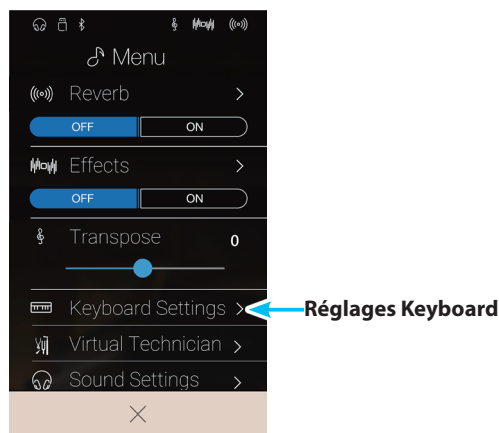 Menu
Reverb
OFF ON
Effects
OFF ON
Transpose 0
Keyboard Settings
Réglages Keyboard
Virtual Technician
Sound Settings